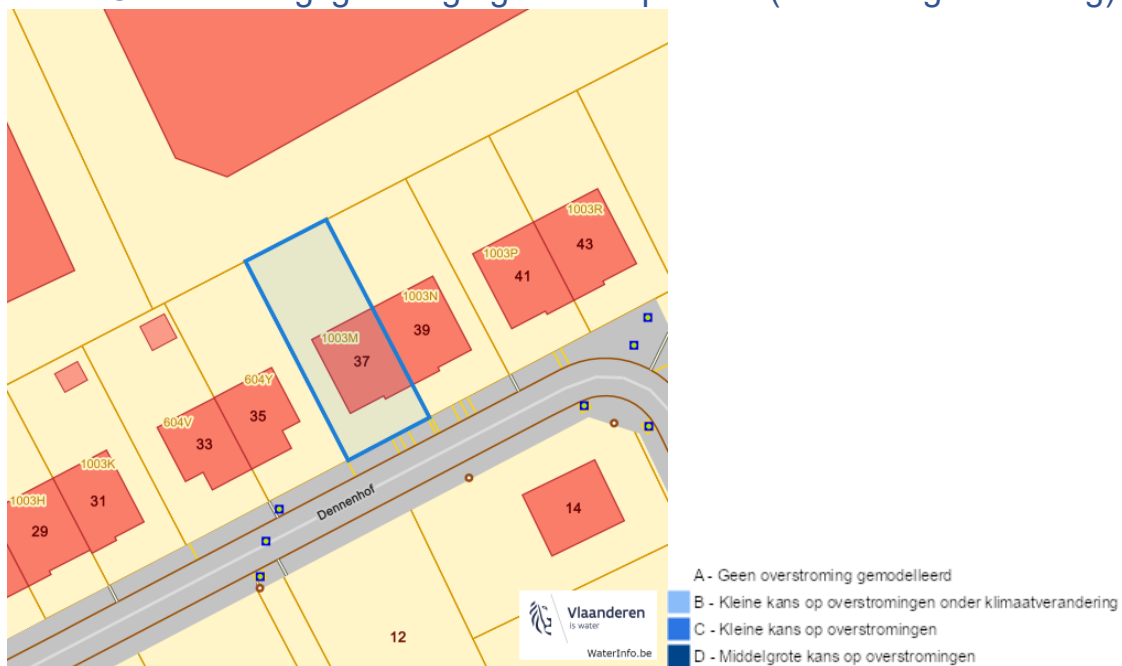 1003R
43
1003P
41
1003N
39
1003M
37
604Y
35
604V
33
1003K
31
1003H
29
Dennenhof
14
12
Vlaanderen
is water
WaterInfo.be
A - Geen overstroming gemodelleerd
B - Kleine kans op overstromingen onder klimaatverandering
C - Kleine kans op overstromingen
D - Middelgrote kans op overstromingen